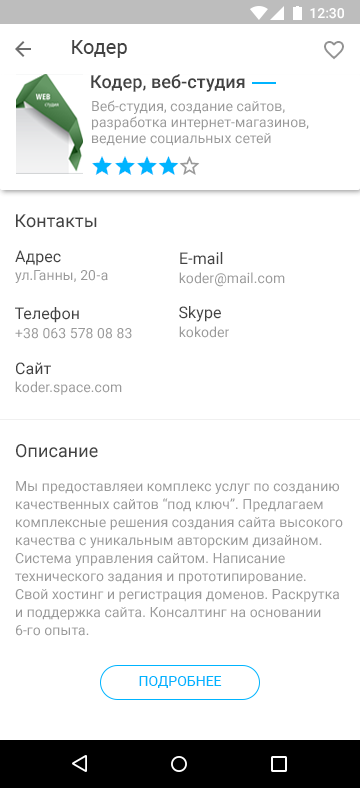 12:30
Кодер
WEB
студия
Кодер, веб-студия
Веб-студия, создание сайтов,
разработка интернет-магазинов,
ведение социальных сетей
Контакты
Адрес
ул.Ганны, 20-а
E-mail
koder@mail.com
Телефон
+38 063 578 08 83
Skype
kokoder
Сайт
koder.space.com
Описание
Мы предоставляеи комплекс услуг по созданию
качественных сайтов “под ключ”. Предлагаем
комплексные решения создания сайта высокого
качества с уникальным авторским дизайном.
Система управления сайтом. Написание
технического задания и прототипирование.
Свой хостинг и регистрация доменов. Раскрутка
и поддержка сайта. Консалтинг на основании
6-го опыта.
ПОДРОБНЕЕ